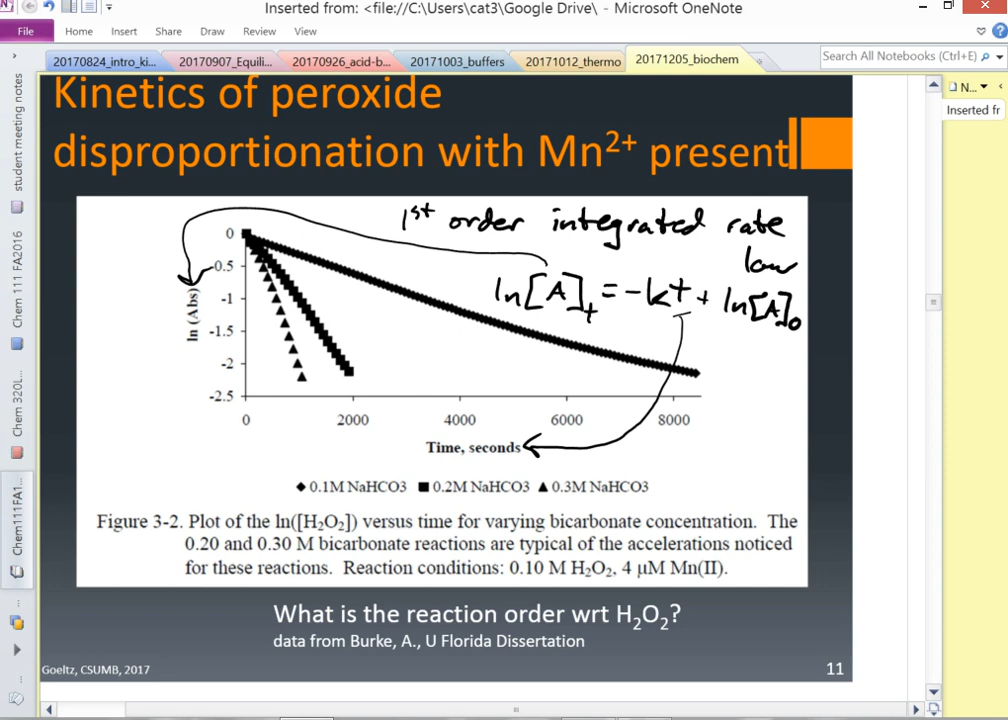 Inserted from: <file://C:\Users\cat3\Google Drive\ - Microsoft OneNote
File Home Insert Share Draw Review View
20170824_intro_ki... 20170907_Equili... 20170926_acid-b... 20171003_buffers 20171012_thermo 20171205_biochem
Search All Notebooks (Ctrl+E)
N...
Inserted fr
student meeting notes
Chem 111 FA2016
Chem 320L
Chem111FA1
Kinetics of peroxide
disproportionation with Mn2+ present
1st order integrated rate
law
ln[A]t = -kt + ln[A]0
0
-0.5
-1
-1.5
-2
-2.5
ln (Abs)
0 2000 4000 6000 8000
Time, seconds
0.1M NaHCO3 0.2M NaHCO3 0.3M NaHCO3
Figure 3-2. Plot of the ln([H2O2]) versus time for varying bicarbonate concentration. The
0.20 and 0.30 M bicarbonate reactions are typical of the accelerations noticed
for these reactions. Reaction conditions: 0.10 M H2O2, 4 μM Mn(II).
What is the reaction order wrt H2O2?
data from Burke, A., U Florida Dissertation
Goeltz, CSUMB, 2017
11